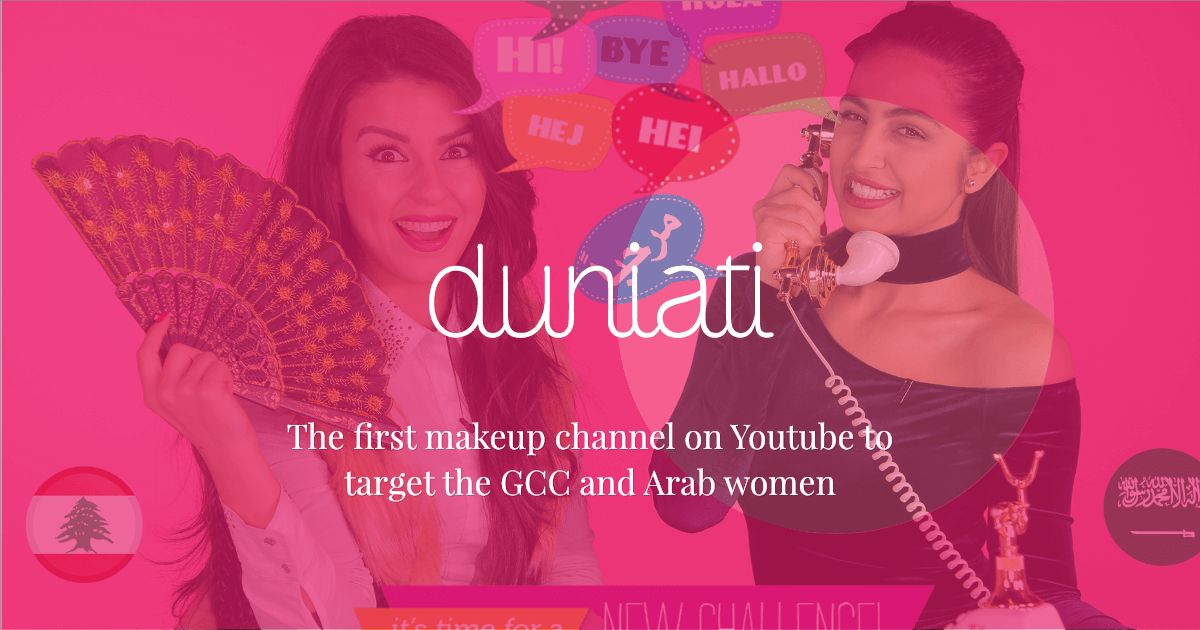 HOLA
Hi!
BYE
HALLO
HEJ
HEI
duniati
The first makeup channel on Youtube to
target the GCC and Arab women
it's time for a
NEW CHALLENGE!